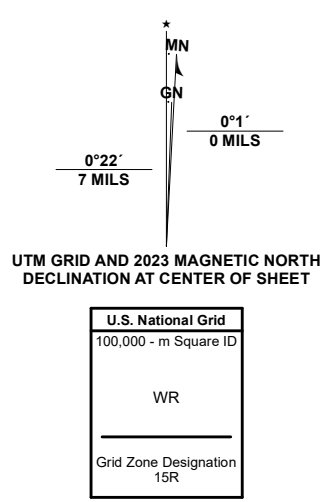 ★
MN
GN
0°1´
0 MILS
0°22´
7 MILS
UTM GRID AND 2023 MAGNETIC NORTH
DECLINATION AT CENTER OF SHEET
U.S. National Grid
100,000 - m Square ID
WR
Grid Zone Designation
15R